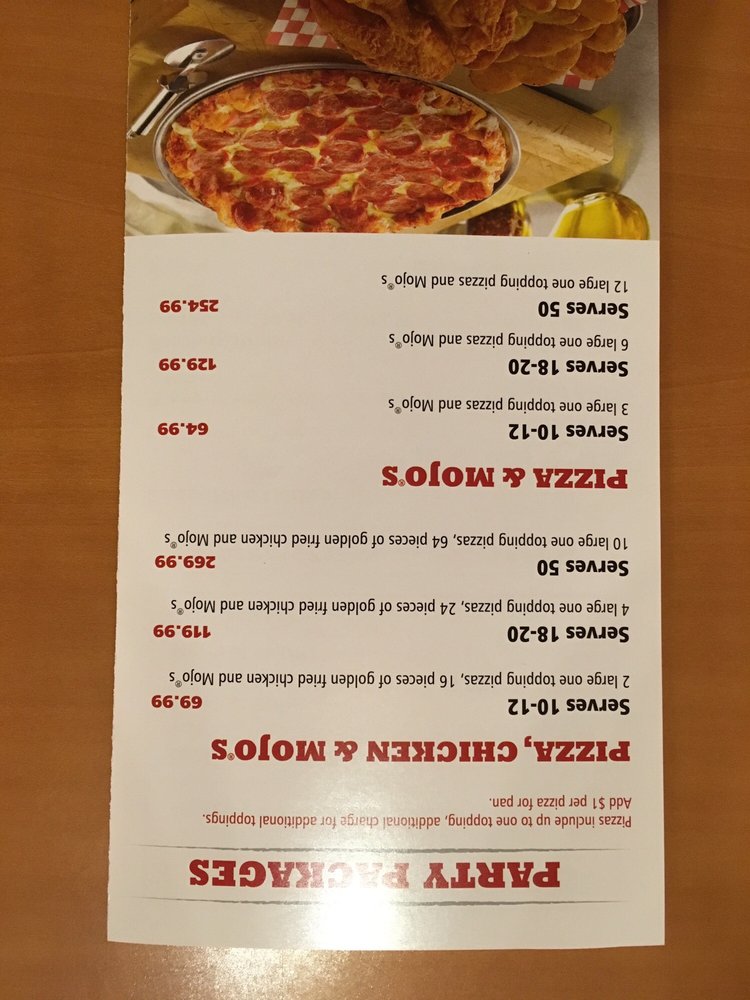 PARTY PACKAGES
Pizzas include up to one topping, additional charge for additional toppings.
Add $1 per pizza for pan.
PIZZA, CHICKEN & MOJO'S®
Serves 10-12 69.99
2 large one topping pizzas, 16 pieces of golden fried chicken and Mojo®s
Serves 18-20 119.99
4 large one topping pizzas, 24 pieces of golden fried chicken and Mojo®s
Serves 50 269.99
10 large one topping pizzas, 64 pieces of golden fried chicken and Mojo®s
PIZZA & MOJO'S®
Serves 10-12 64.99
3 large one topping pizzas and Mojo®s
Serves 18-20 129.99
6 large one topping pizzas and Mojo®s
Serves 50 254.99
12 large one topping pizzas and Mojo®s